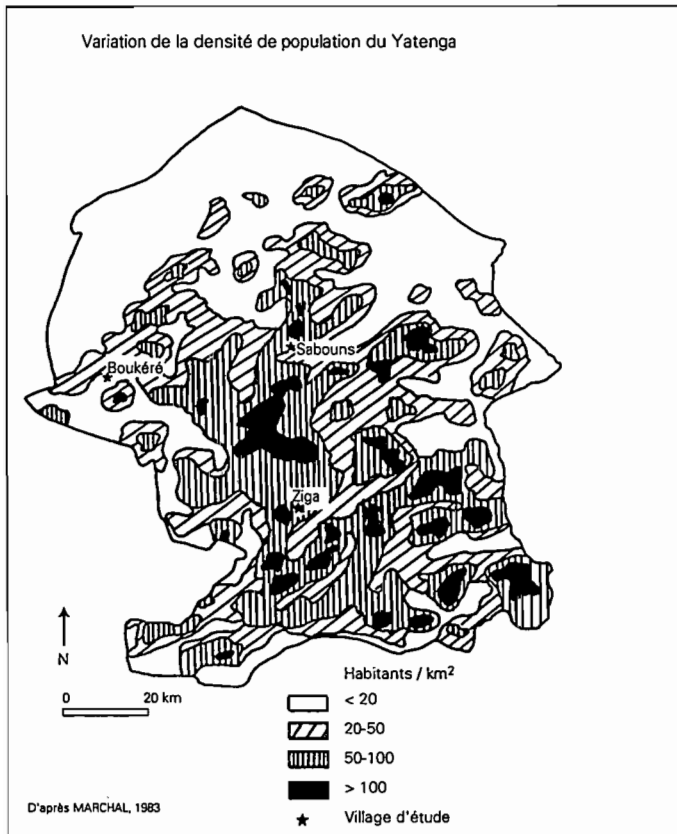 Variation de la densité de population du Yatenga
Sabouns
Boukéré
Ziga
N
0 20 km
Habitants / km²
< 20
20-50
50-100
> 100
Village d'étude
D'après MARCHAL, 1983